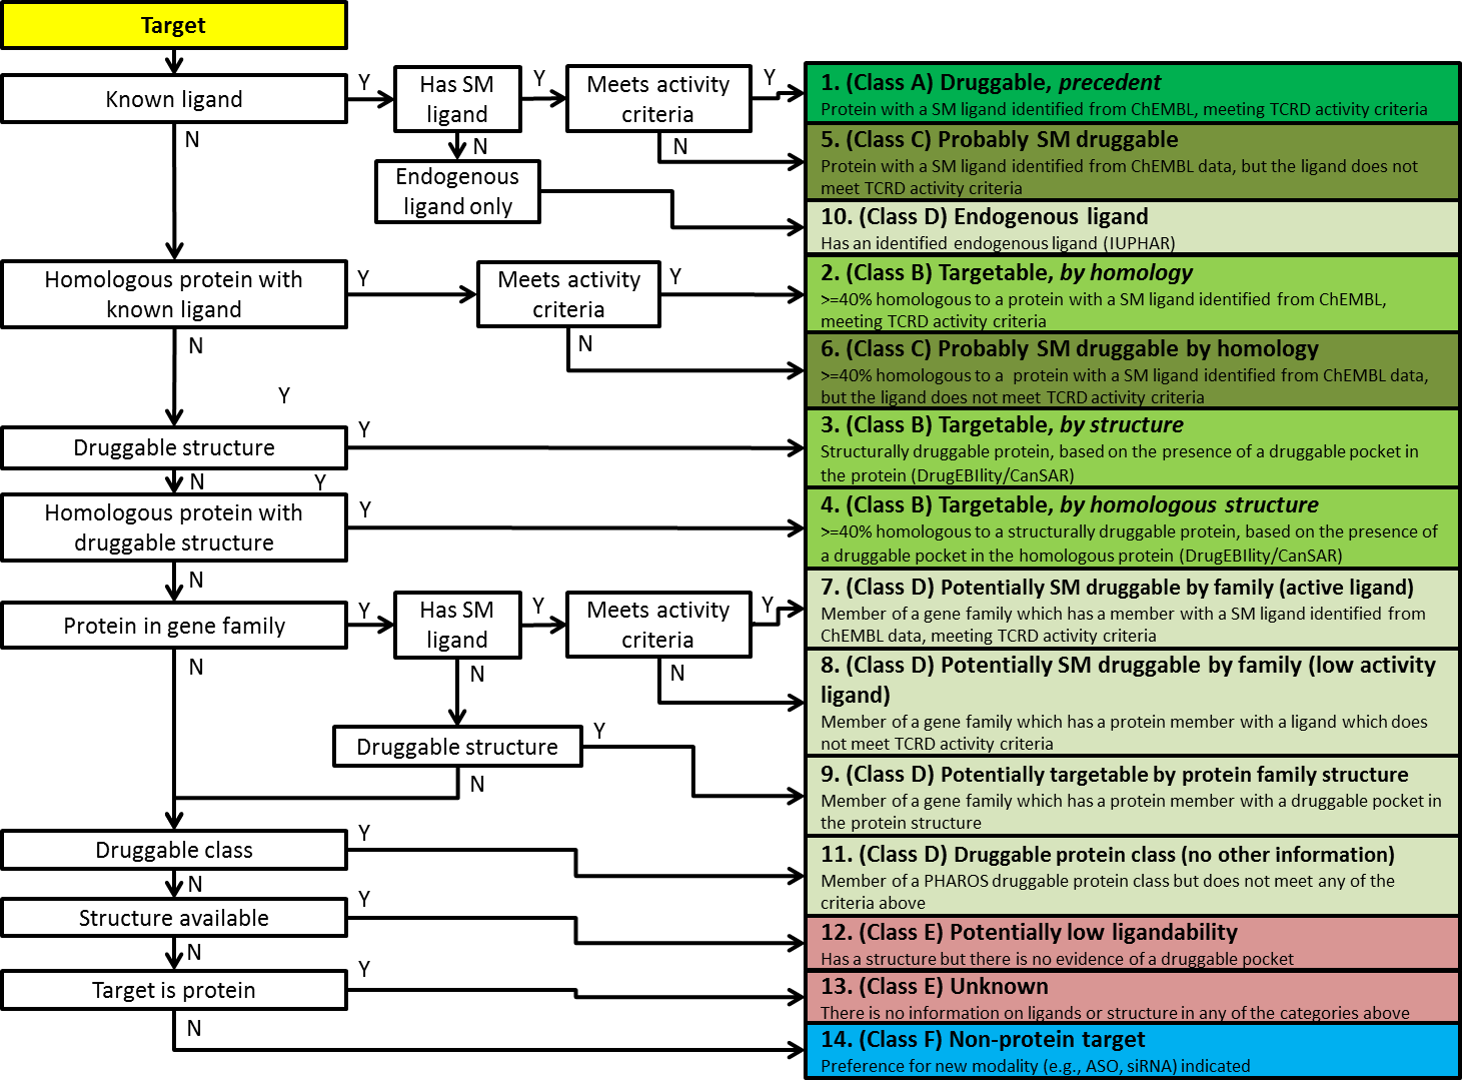 Target
Known ligand
Y
Has SM
ligand
Y
Meets activity
criteria
Y
1. (Class A) Druggable, precedent
Protein with a SM ligand identified from ChEMBL, meeting TCRD activity criteria
N
N
N
5. (Class C) Probably SM druggable
Protein with a SM ligand identified from ChEMBL data, but the ligand does not
meet TCRD activity criteria
Endogenous
ligand only
10. (Class D) Endogenous ligand
Has an identified endogenous ligand (IUPHAR)
Homologous protein with
known ligand
Y
Meets activity
criteria
Y
2. (Class B) Targetable, by homology
>=40% homologous to a protein with a SM ligand identified from ChEMBL,
meeting TCRD activity criteria
N
N
6. (Class C) Probably SM druggable by homology
>=40% homologous to a protein with a SM ligand identified from ChEMBL data,
but the ligand does not meet TCRD activity criteria
Y
Druggable structure
Y
3. (Class B) Targetable, by structure
Structurally druggable protein, based on the presence of a druggable pocket in
the protein (DrugEBIlity/CanSAR)
N
Y
Homologous protein with
druggable structure
Y
4. (Class B) Targetable, by homologous structure
>=40% homologous to a structurally druggable protein, based on the presence of
a druggable pocket in the homologous protein (DrugEBIlity/CanSAR)
N
Protein in gene family
Y
Has SM
ligand
Y
Meets activity
criteria
Y
7. (Class D) Potentially SM druggable by family (active ligand)
Member of a gene family which has a member with a SM ligand identified from
ChEMBL data, meeting TCRD activity criteria
N
N
N
8. (Class D) Potentially SM druggable by family (low activity
ligand)
Member of a gene family which has a protein member with a ligand which does
not meet TCRD activity criteria
Druggable structure
Y
N
9. (Class D) Potentially targetable by protein family structure
Member of a gene family which has a protein member with a druggable pocket in
the protein structure
Druggable class
Y
11. (Class D) Druggable protein class (no other information)
Member of a PHAROS druggable protein class but does not meet any of the
criteria above
N
Structure available
Y
12. (Class E) Potentially low ligandability
Has a structure but there is no evidence of a druggable pocket
N
Target is protein
Y
13. (Class E) Unknown
There is no information on ligands or structure in any of the categories above
N
14. (Class F) Non-protein target
Preference for new modality (e.g., ASO, siRNA) indicated